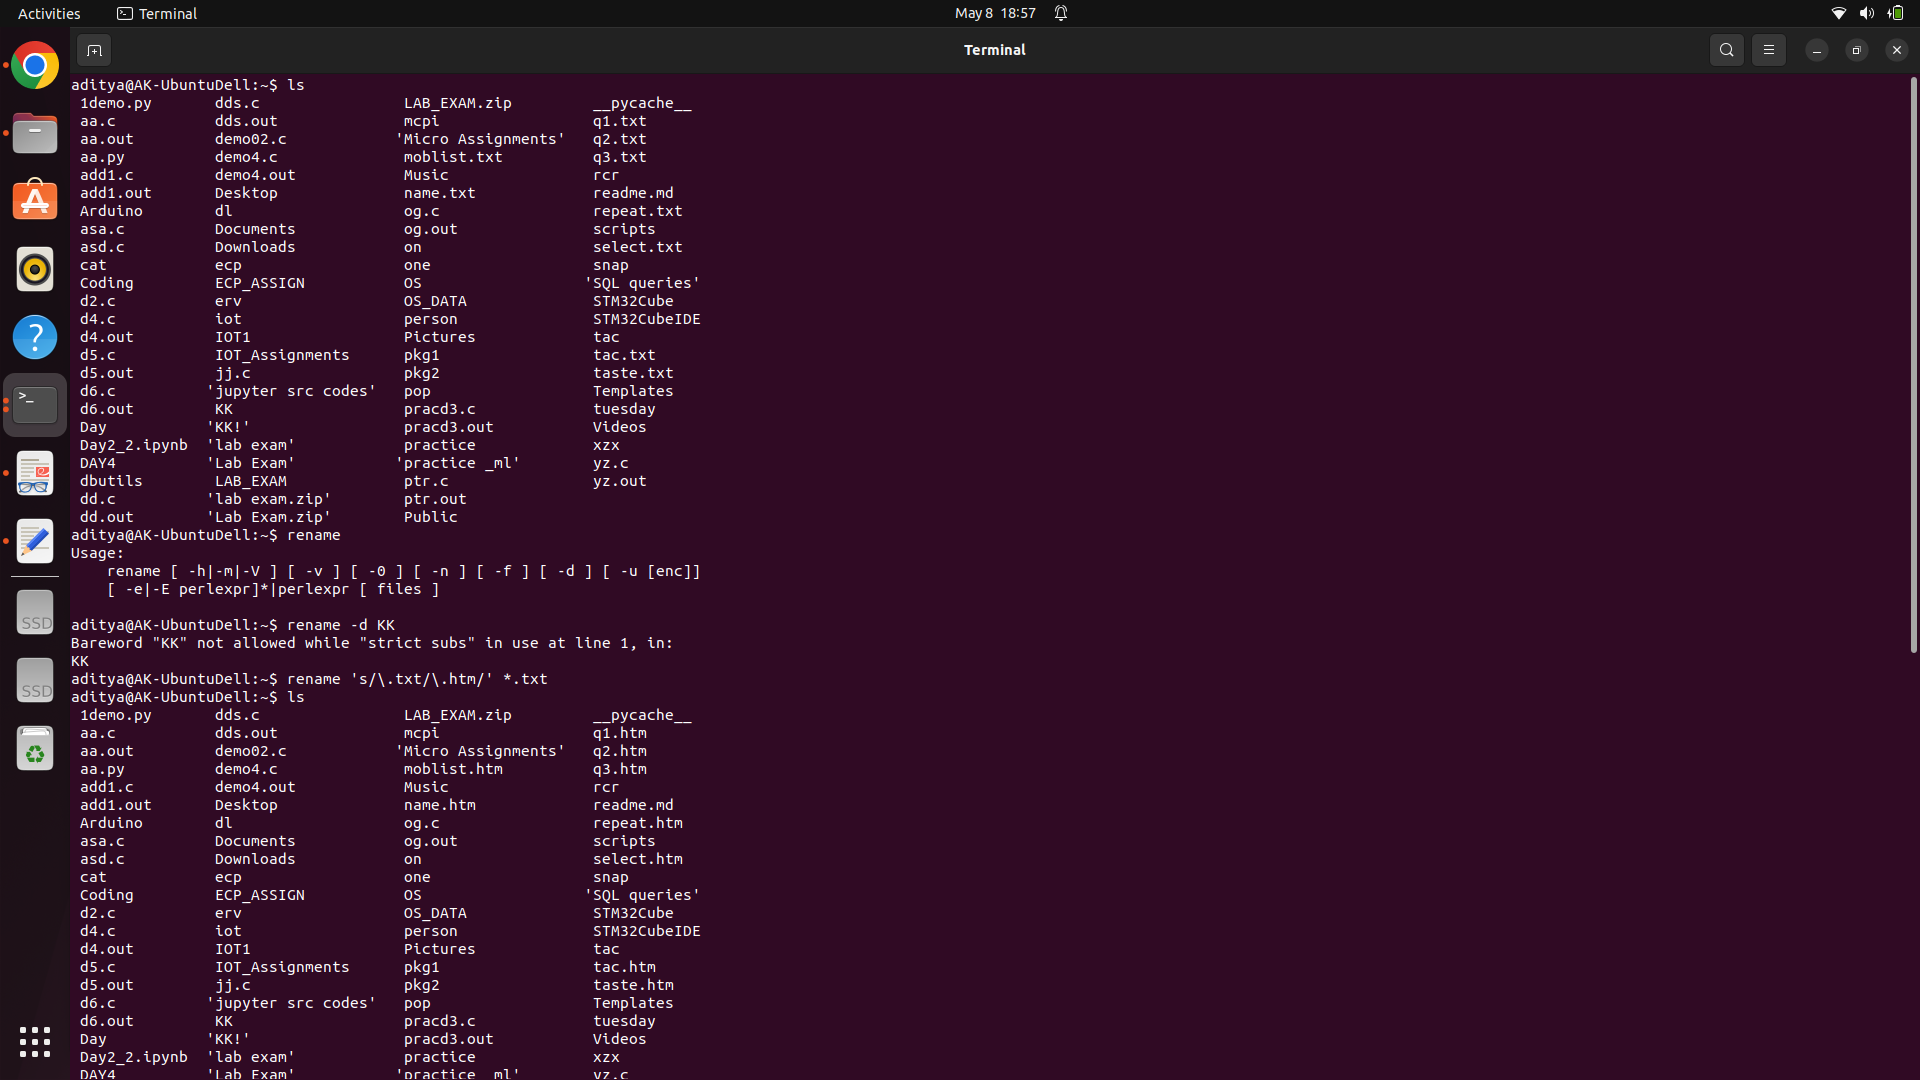 Activities Terminal May 8 18:57
Terminal
aditya@AK-UbuntuDell:~$ ls
1demo.py dds.c LAB_EXAM.zip __pycache__
aa.c dds.out mcpi q1.txt
aa.out demo02.c 'Micro Assignments' q2.txt
aa.py demo4.c moblist.txt q3.txt
add1.c demo4.out Music rcr
add1.out Desktop name.txt readme.md
Arduino dl og.c repeat.txt
asa.c Documents og.out scripts
asd.c Downloads on select.txt
cat ecp one snap
Coding ECP_ASSIGN OS 'SQL queries'
d2.c erv OS_DATA STM32Cube
d4.c iot person STM32CubeIDE
d4.out IOT1 Pictures tac
d5.c IOT_Assignments pkg1 tac.txt
d5.out jj.c pkg2 taste.txt
d6.c 'jupyter src codes' pop Templates
d6.out KK pracd3.c tuesday
Day 'KK!' pracd3.out Videos
Day2_2.ipynb 'lab exam' practice xzx
DAY4 'Lab Exam' 'practice _ml' yz.c
dbutils LAB_EXAM ptr.c yz.out
dd.c 'lab exam.zip' ptr.out
dd.out 'Lab Exam.zip' Public
aditya@AK-UbuntuDell:~$ rename
Usage:
rename [ -h|-m|-V ] [ -v ] [ -0 ] [ -n ] [ -f ] [ -d ] [ -u [enc]]
[ -e|-E perlexpr]*|perlexpr [ files ]
aditya@AK-UbuntuDell:~$ rename -d KK
Bareword "KK" not allowed while "strict subs" in use at line 1, in:
KK
aditya@AK-UbuntuDell:~$ rename 's/\.txt/\.htm/' *.txt
aditya@AK-UbuntuDell:~$ ls
1demo.py dds.c LAB_EXAM.zip __pycache__
aa.c dds.out mcpi q1.htm
aa.out demo02.c 'Micro Assignments' q2.htm
aa.py demo4.c moblist.htm q3.htm
add1.c demo4.out Music rcr
add1.out Desktop name.htm readme.md
Arduino dl og.c repeat.htm
asa.c Documents og.out scripts
asd.c Downloads on select.htm
cat ecp one snap
Coding ECP_ASSIGN OS 'SQL queries'
d2.c erv OS_DATA STM32Cube
d4.c iot person STM32CubeIDE
d4.out IOT1 Pictures tac
d5.c IOT_Assignments pkg1 tac.htm
d5.out jj.c pkg2 taste.htm
d6.c 'jupyter src codes' pop Templates
d6.out KK pracd3.c tuesday
Day 'KK!' pracd3.out Videos
Day2_2.ipynb 'lab exam' practice xzx
DAY4 'Lab Exam' 'practice _ml' yz.c
SSD
SSD